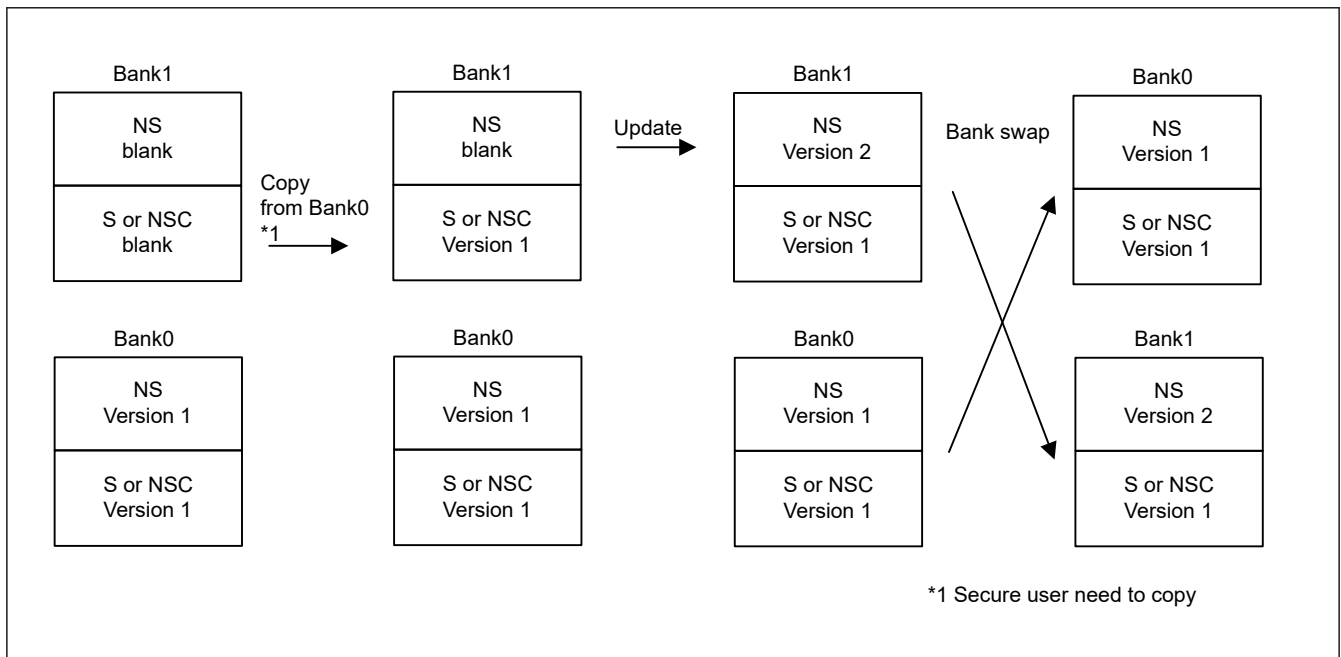 Bank1
NS
blank
S or NSC
blank
Copy
from Bank0
*1
Bank1
NS
blank
S or NSC
Version 1
Update
Bank1
NS
Version 2
S or NSC
Version 1
Bank swap
Bank0
NS
Version 1
S or NSC
Version 1
Bank0
NS
Version 1
S or NSC
Version 1
Bank0
NS
Version 1
S or NSC
Version 1
Bank0
NS
Version 1
S or NSC
Version 1
Bank1
NS
Version 2
S or NSC
Version 1
*1 Secure user need to copy